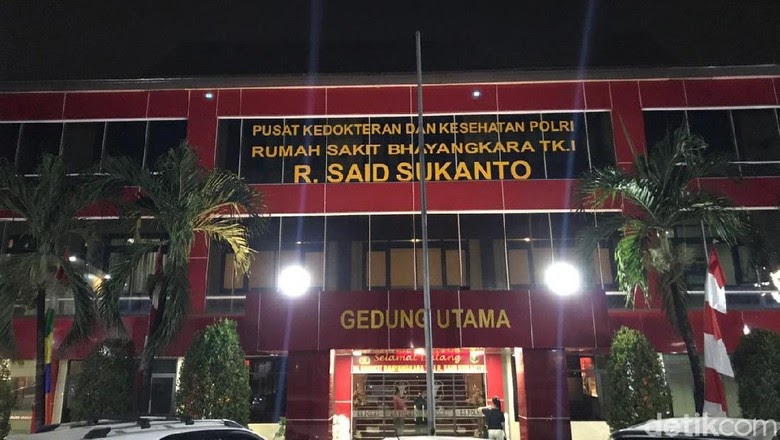 PUSAT KEDOKTERAN DAN KESEHATAN POLRI
RUMAH SAKIT BHAYANGKARA TK.I
R. SAID SUKANTO
GEDUNG UTAMA
Selamat Datang
detikcom